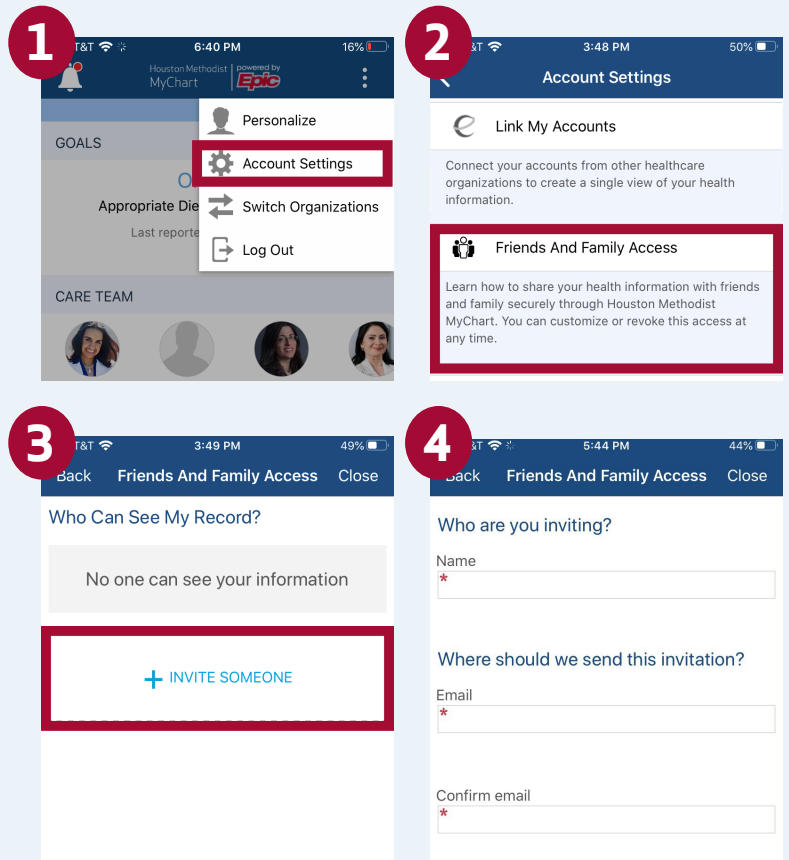 1
T&T 6:40 PM 16%
Houston Methodist
MyChart
powered by
Epic
Personalize
GOALS
Account Settings
O
Appropriate Die
Switch Organizations
Last reporte
Log Out
CARE TEAM
2
&T 3:48 PM 50%
Account Settings
Link My Accounts
Connect your accounts from other healthcare
organizations to create a single view of your health
information.
Friends And Family Access
Learn how to share your health information with friends
and family securely through Houston Methodist
MyChart. You can customize or revoke this access at
any time.
3
T&T 3:49 PM 49%
Back Friends And Family Access Close
Who Can See My Record?
No one can see your information
+ INVITE SOMEONE
4
&T 5:44 PM 44%
Back Friends And Family Access Close
Who are you inviting?
Name
*
Where should we send this invitation?
Email
*
Confirm email
*